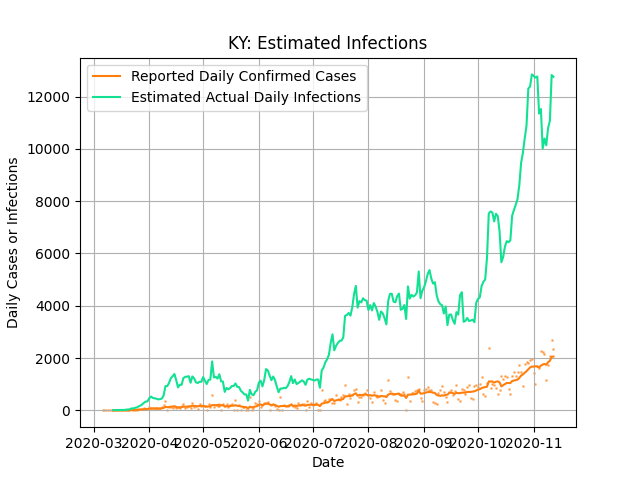 KY: Estimated Infections
Reported Daily Confirmed Cases
Estimated Actual Daily Infections
Daily Cases or Infections
12000
10000
8000
6000
4000
2000
0
2020-03 2020-04 2020-05 2020-06 2020-07 2020-08 2020-09 2020-10 2020-11
Date